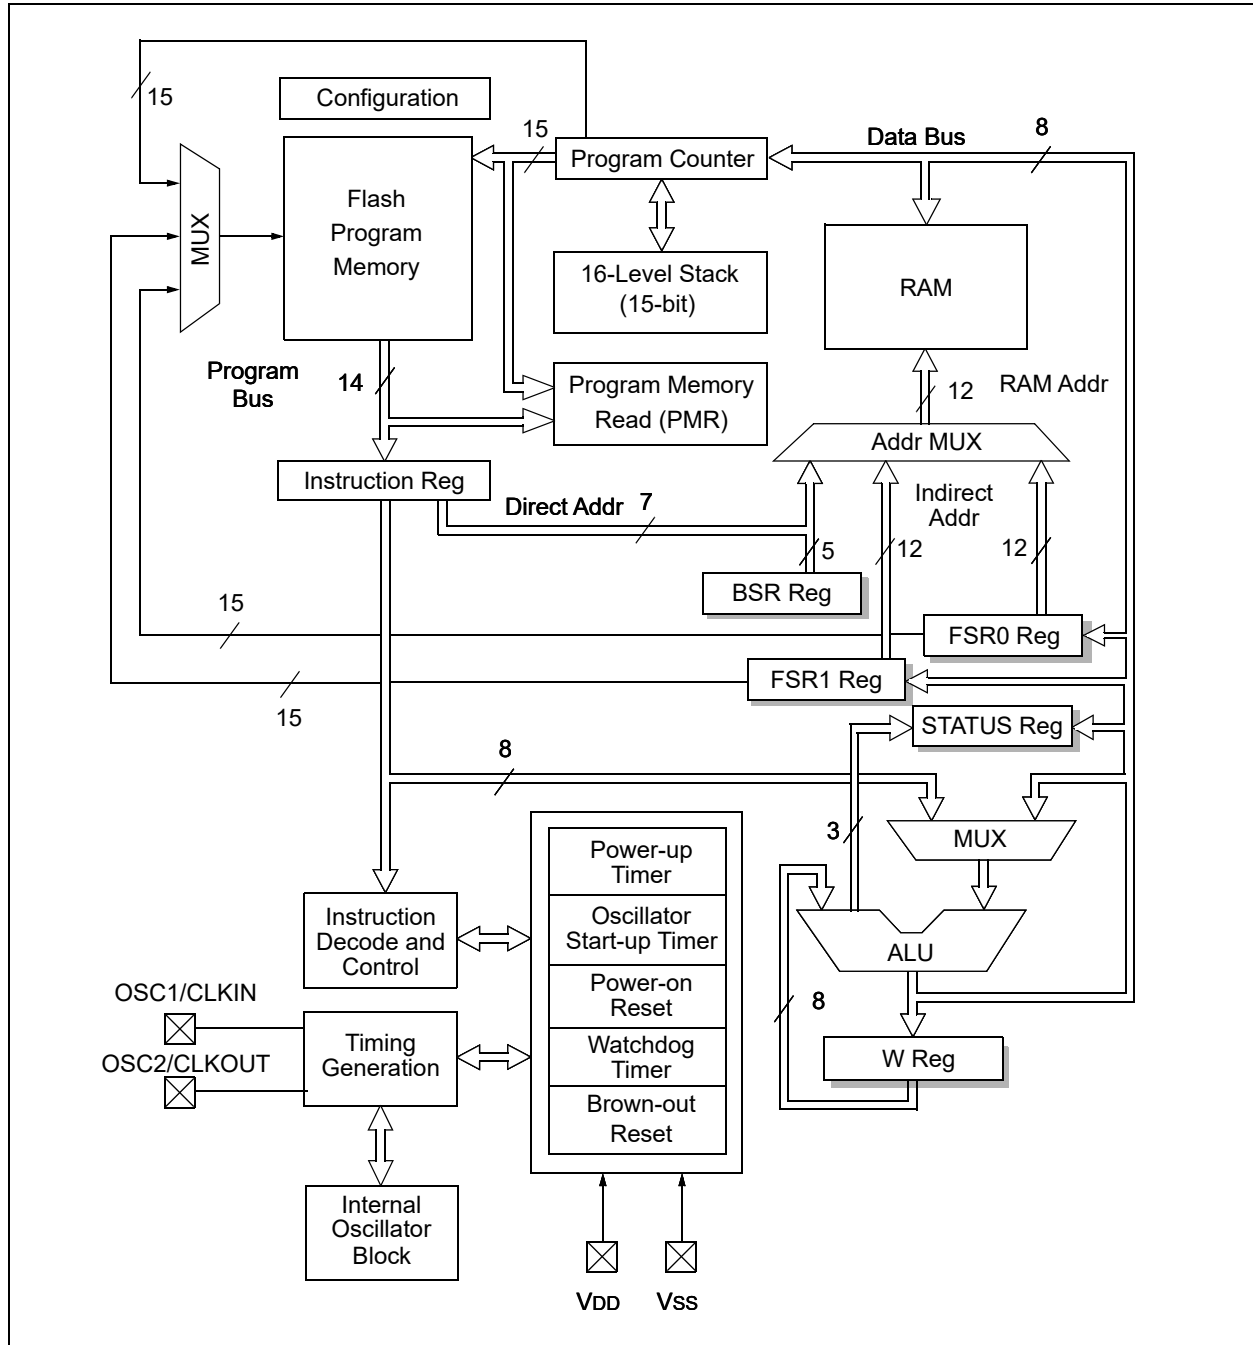 15
Configuration
15
Program Counter
Data Bus
8
MUX
Flash
Program
Memory
16-Level Stack
(15-bit)
RAM
Program
Bus
14
Program Memory
Read (PMR)
12
RAM Addr
Addr MUX
Instruction Reg
Direct Addr
7
Indirect
Addr
5
12
12
BSR Reg
15
FSR0 Reg
FSR1 Reg
15
STATUS Reg
8
3
MUX
Power-up
Timer
Instruction
Decode and
Control
Oscillator
Start-up Timer
ALU
Power-on
Reset
8
OSC1/CLKIN
Timing
Generation
Watchdog
Timer
W Reg
OSC2/CLKOUT
Brown-out
Reset
Internal
Oscillator
Block
VDD
VSS